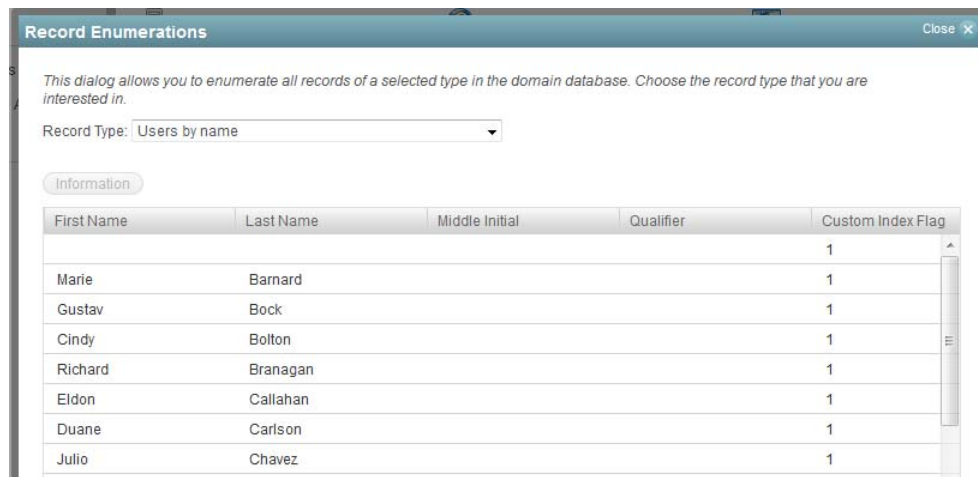 Record Enumerations Close
This dialog allows you to enumerate all records of a selected type in the domain database. Choose the record type that you are
interested in.
Record Type: Users by name
Information
First Name Last Name Middle Initial Qualifier Custom Index Flag
1
Marie Barnard 1
Gustav Bock 1
Cindy Bolton 1
Richard Branagan 1
Eldon Callahan 1
Duane Carlson 1
Julio Chavez 1